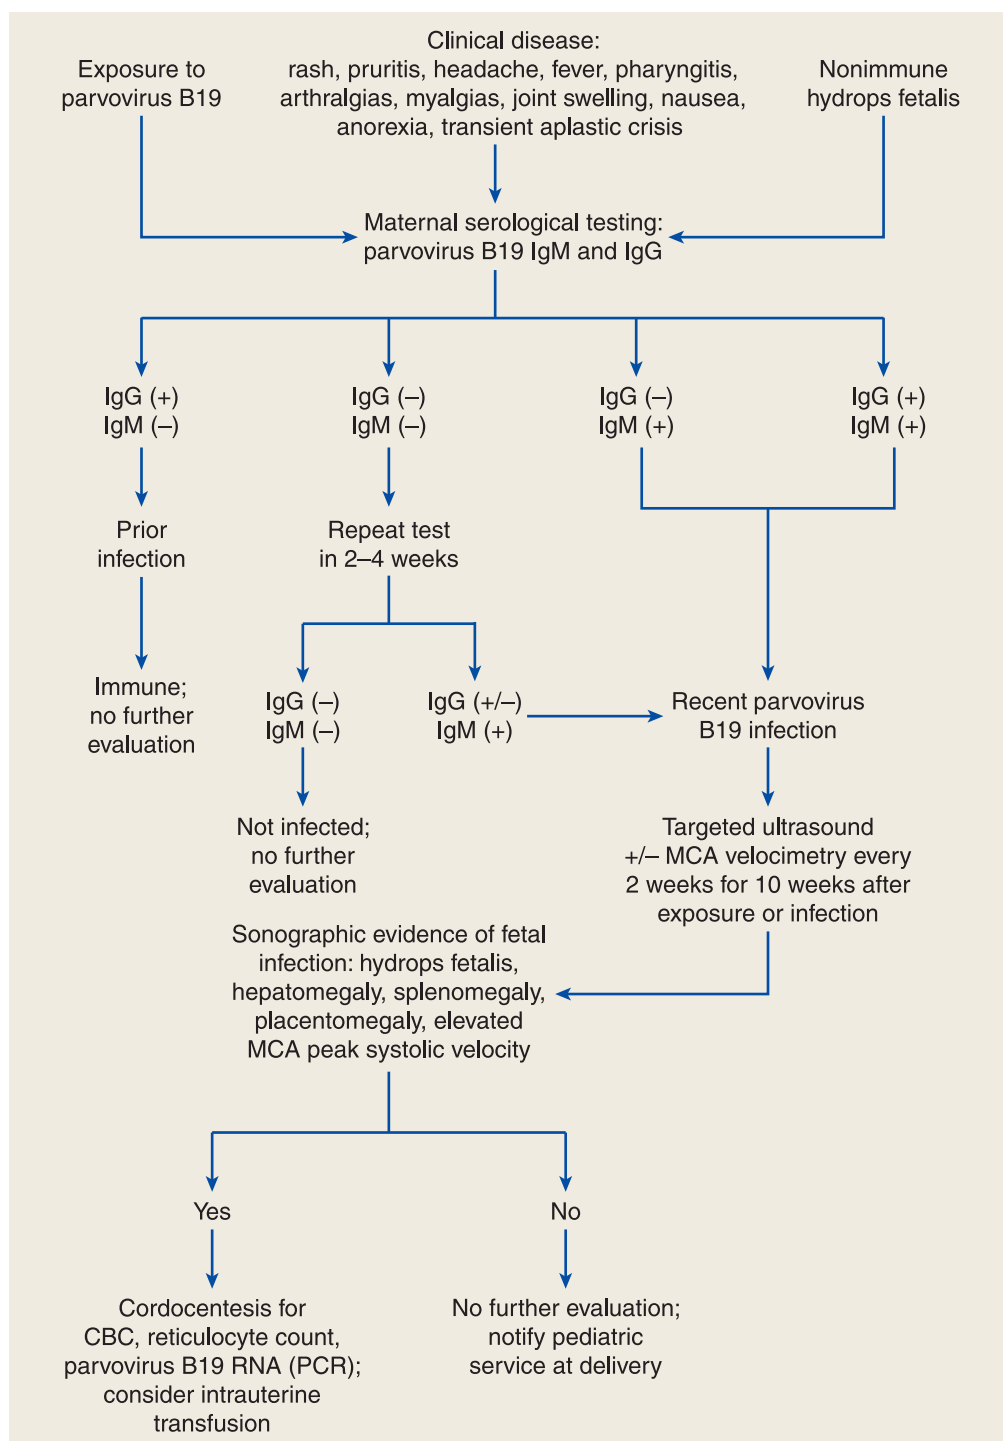 Exposure to
parvovirus B19
Clinical disease:
rash, pruritis, headache, fever, pharyngitis,
arthralgias, myalgias, joint swelling, nausea,
anorexia, transient aplastic crisis
Nonimmune
hydrops fetalis
Maternal serological testing:
parvovirus B19 IgM and IgG
IgG (+)
IgM (–)
IgG (–)
IgM (–)
IgG (–)
IgM (+)
IgG (+)
IgM (+)
Prior
infection
Repeat test
in 2–4 weeks
Immune;
no further
evaluation
IgG (–)
IgM (–)
IgG (+/–)
IgM (+)
Recent parvovirus
B19 infection
Not infected;
no further
evaluation
Targeted ultrasound
+/– MCA velocimetry every
2 weeks for 10 weeks after
exposure or infection
Sonographic evidence of fetal
infection: hydrops fetalis,
hepatomegaly, splenomegaly,
placentomegaly, elevated
MCA peak systolic velocity
Yes
No
Cordocentesis for
CBC, reticulocyte count,
parvovirus B19 RNA (PCR);
consider intrauterine
transfusion
No further evaluation;
notify pediatric
service at delivery